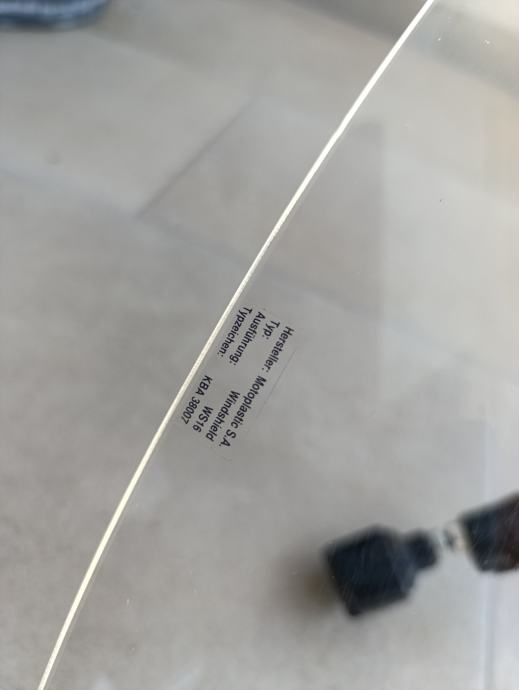 Hersteller: Motoplastic S.A.
Typ: Windshield
Ausführung: WS16
Typzeichen: KBA 38007